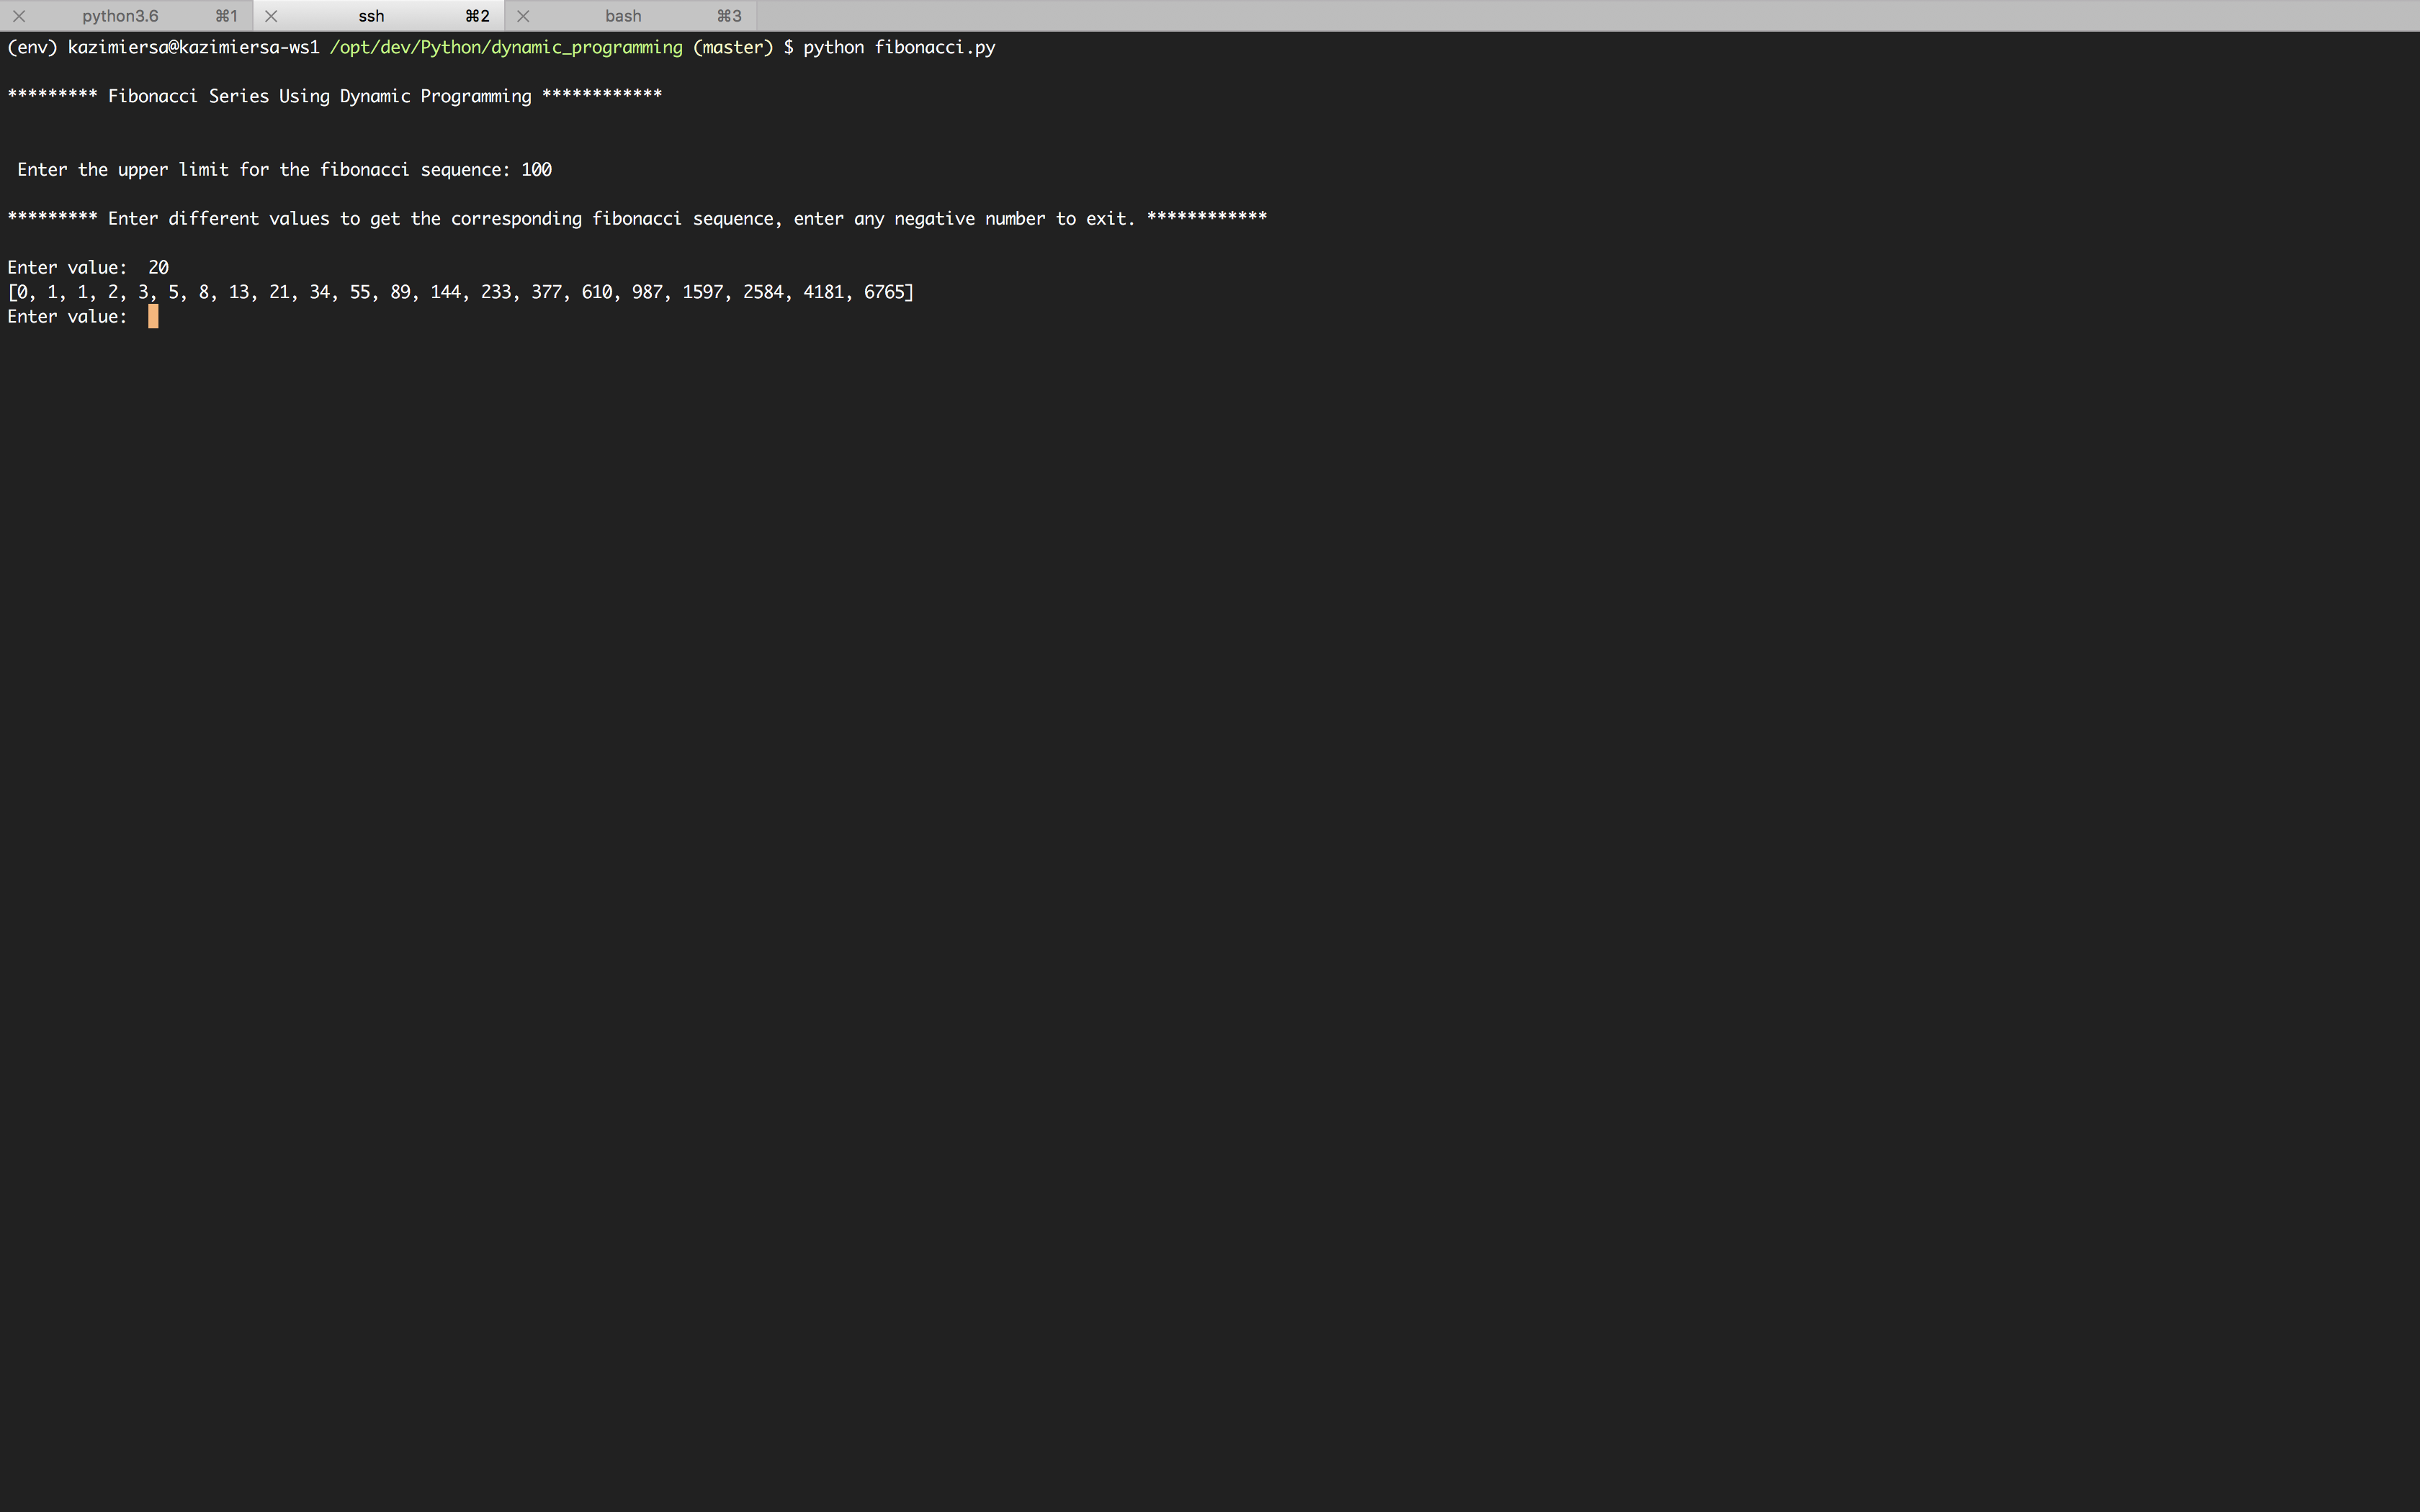 python3.6 ⌘1 ssh ⌘2 bash ⌘3
(env) kazimiersa@kazimiersa-ws1 /opt/dev/Python/dynamic_programming (master) $ python fibonacci.py
********* Fibonacci Series Using Dynamic Programming ************
Enter the upper limit for the fibonacci sequence: 100
********* Enter different values to get the corresponding fibonacci sequence, enter any negative number to exit. ************
Enter value:  20
[0, 1, 1, 2, 3, 5, 8, 13, 21, 34, 55, 89, 144, 233, 377, 610, 987, 1597, 2584, 4181, 6765]
Enter value: